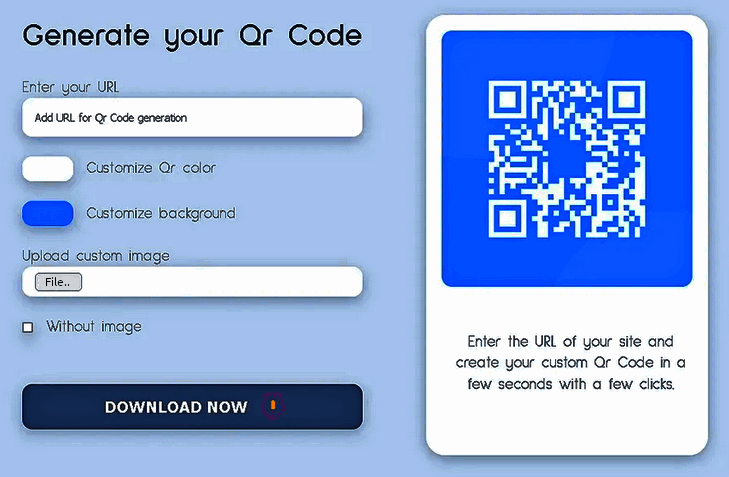 Generate your Qr Code
Enter your URL
Add URL for Qr Code generation
Customize Qr color
Customize background
Upload custom image
File..
Without image
DOWNLOAD NOW
Enter the URL of your site and
create your custom Qr Code in a
few seconds with a few clicks.